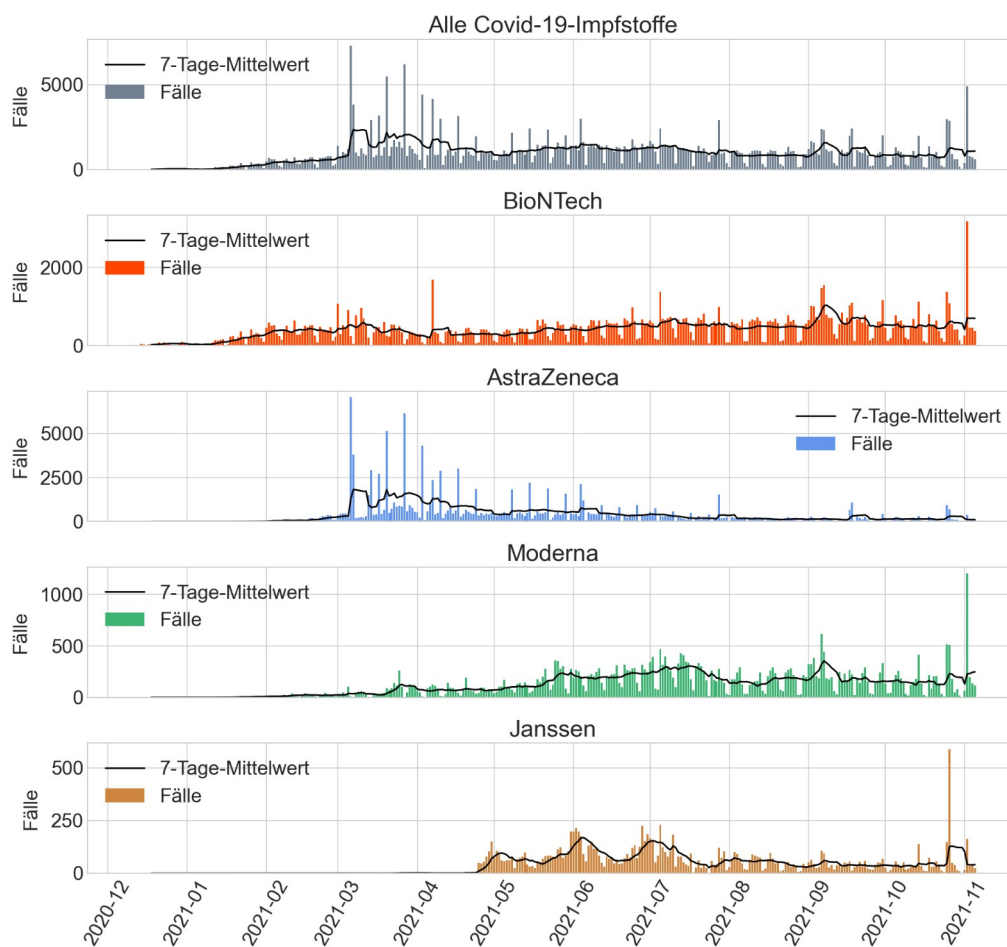 Alle Covid-19-Impfstoffe
Fälle
5000
0
7-Tage-Mittelwert
Fälle
BioNTech
Fälle
2000
0
7-Tage-Mittelwert
Fälle
AstraZeneca
Fälle
5000
2500
0
7-Tage-Mittelwert
Fälle
Moderna
Fälle
1000
500
0
7-Tage-Mittelwert
Fälle
Janssen
Fälle
500
250
0
7-Tage-Mittelwert
Fälle
2020-12
2021-01
2021-02
2021-03
2021-04
2021-05
2021-06
2021-07
2021-08
2021-09
2021-10
2021-11